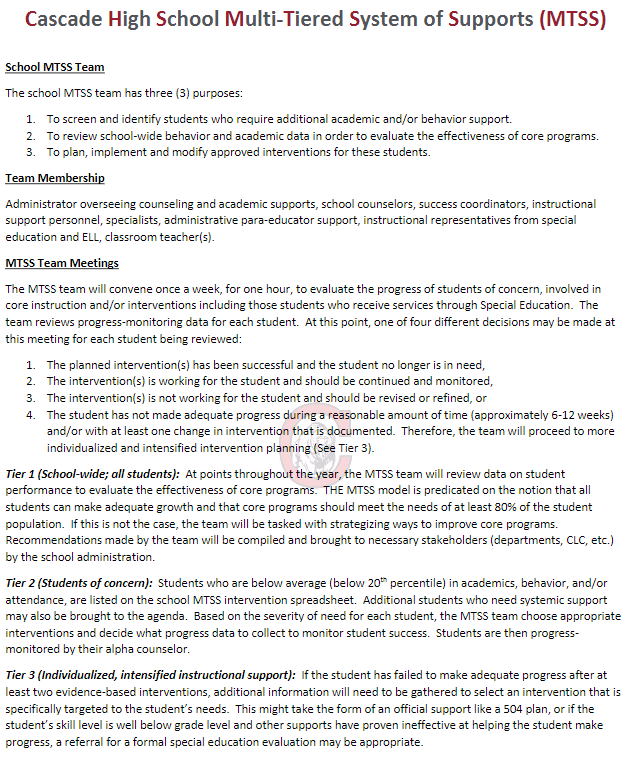 Cascade High School Multi-Tiered System of Supports (MTSS)
School MTSS Team
The school MTSS team has three (3) purposes:
1. To screen and identify students who require additional academic and/or behavior support.
2. To review school-wide behavior and academic data in order to evaluate the effectiveness of core programs.
3. To plan, implement and modify approved interventions for these students.
Team Membership
Administrator overseeing counseling and academic supports, school counselors, success coordinators, instructional
support personnel, specialists, administrative para-educator support, instructional representatives from special
education and ELL, classroom teacher(s).
MTSS Team Meetings
The MTSS team will convene once a week, for one hour, to evaluate the progress of students of concern, involved in
core instruction and/or interventions including those students who receive services through Special Education. The
team reviews progress-monitoring data for each student. At this point, one of four different decisions may be made at
this meeting for each student being reviewed:
1. The planned intervention(s) has been successful and the student no longer is in need,
2. The intervention(s) is working for the student and should be continued and monitored,
3. The intervention(s) is not working for the student and should be revised or refined, or
4. The student has not made adequate progress during a reasonable amount of time (approximately 6-12 weeks)
and/or with at least one change in intervention that is documented. Therefore, the team will proceed to more
individualized and intensified intervention planning (See Tier 3).
Tier 1 (School-wide; all students): At points throughout the year, the MTSS team will review data on student
performance to evaluate the effectiveness of core programs. THE MTSS model is predicated on the notion that all
students can make adequate growth and that core programs should meet the needs of at least 80% of the student
population. If this is not the case, the team will be tasked with strategizing ways to improve core programs.
Recommendations made by the team will be compiled and brought to necessary stakeholders (departments, CLC, etc.)
by the school administration.
Tier 2 (Students of concern): Students who are below average (below 20th percentile) in academics, behavior, and/or
attendance, are listed on the school MTSS intervention spreadsheet. Additional students who need systemic support
may also be brought to the agenda. Based on the severity of need for each student, the MTSS team choose appropriate
interventions and decide what progress data to collect to monitor student success. Students are then progress-
monitored by their alpha counselor.
Tier 3 (Individualized, intensified instructional support): If the student has failed to make adequate progress after at
least two evidence-based interventions, additional information will need to be gathered to select an intervention that is
specifically targeted to the student's needs. This might take the form of an official support like a 504 plan, or if the
student's skill level is well below grade level and other supports have proven ineffective at helping the student make
progress, a referral for a formal special education evaluation may be appropriate.